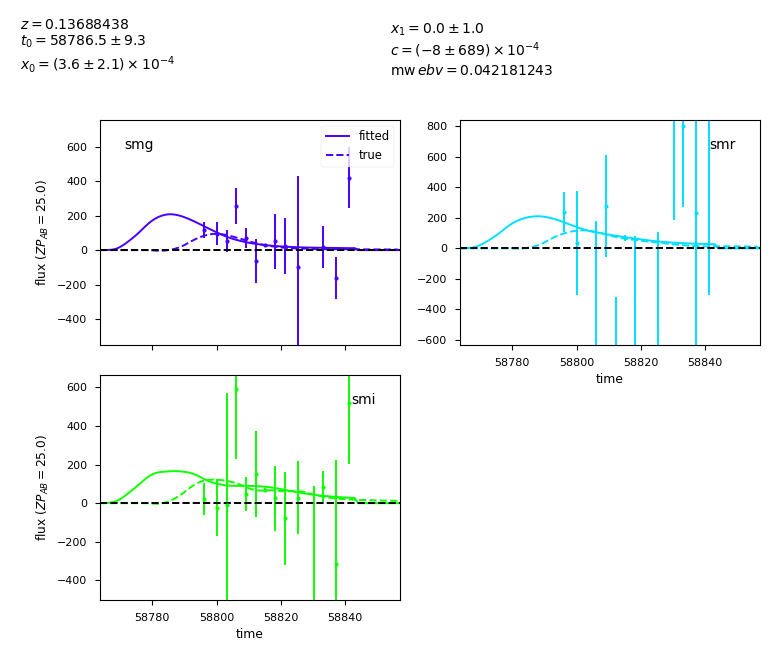 z = 0.13688438
t₀ = 58786.5 ± 9.3
x₀ = (3.6 ± 2.1) × 10⁻⁴
x₁ = 0.0 ± 1.0
c = (−8 ± 689) × 10⁻⁴
mw ebv = 0.042181243
smg
fitted
true
600
400
200
0
−200
−400
flux (ZP_AB = 25.0)
smr
800
600
400
200
0
−200
−400
−600
58780 58800 58820 58840
time
smi
600
400
200
0
−200
−400
flux (ZP_AB = 25.0)
58780 58800 58820 58840
time